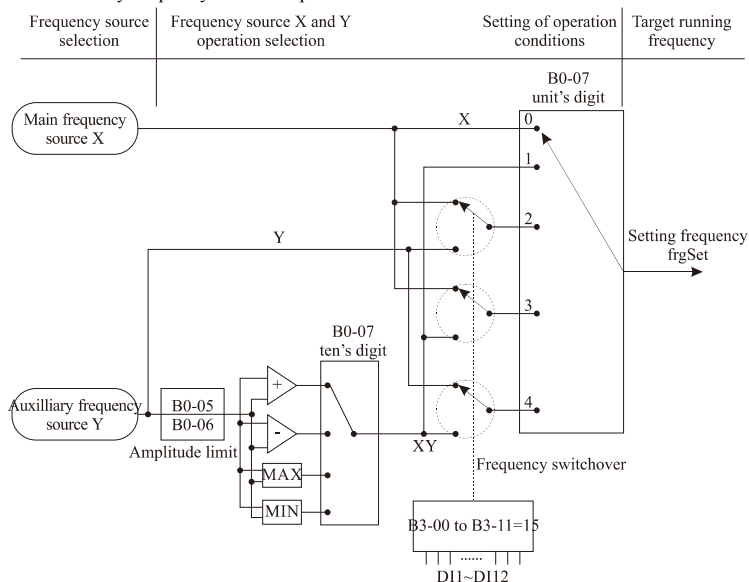 Frequency source
selection
Frequency source X and Y
operation selection
Setting of operation
conditions
Target running
frequency
B0-07
unit's digit
Main frequency
source X
X
0
1
2
Y
Setting frequency
frgSet
3
B0-07
ten's digit
+
Auxilliary frequency
source Y
B0-05
B0-06
4
-
Amplitude limit
XY
MAX
Frequency switchover
MIN
B3-00 to B3-11=15
......
DI1~DI12